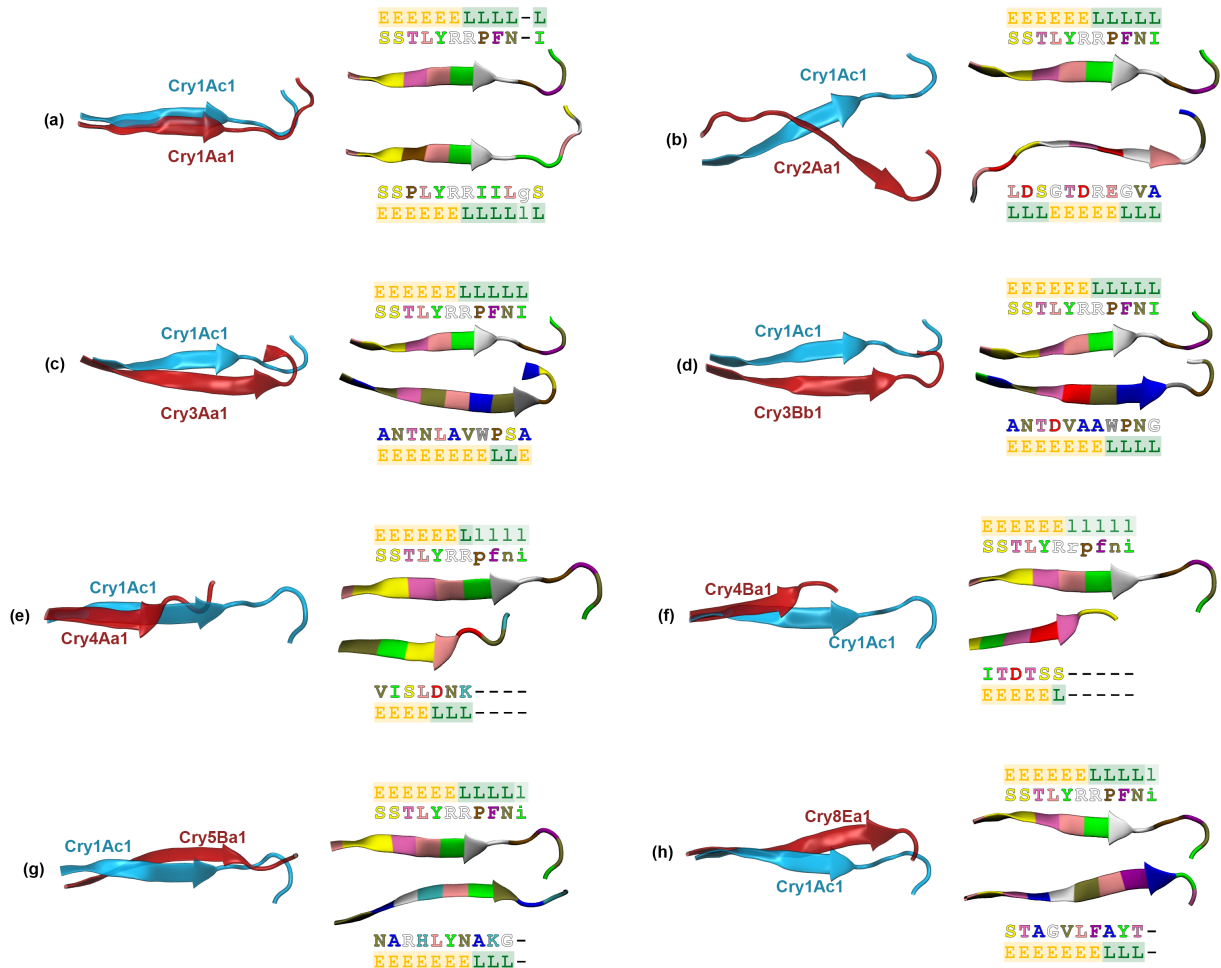 EEEEEELLLL-L
SSTLYRRPFN-I
Cry1Ac1
(a)
Cry1Aa1
SSPLYRRIILgS
EEEEEELLLLlL
EEEEEELLLLL
SSTLYRRPFNI
Cry1Ac1
(b)
Cry2Aa1
LDSGTDREGVA
LLLEEEEELLL
EEEEEELLLLL
SSTLYRRPFNI
Cry1Ac1
(c)
Cry3Aa1
ANTNLAVWPSA
EEEEEEEELLE
EEEEEELLLLL
SSTLYRRPFNI
Cry1Ac1
(d)
Cry3Bb1
ANTDVAAWPNG
EEEEEEELLLL
EEEEEELllll
SSTLYRRpfni
Cry1Ac1
(e)
Cry4Aa1
VISLDNK----
EEEELLL----
EEEEEElllll
SSTLYRrpfni
Cry4Ba1
(f)
Cry1Ac1
ITDTSS-----
EEEEEL-----
EEEEEELLLLl
SSTLYRRPFNi
Cry5Ba1
Cry1Ac1
(g)
NARHLYNAKG-
EEEEEEELLL-
EEEEEELLLLl
SSTLYRRPFNi
Cry8Ea1
(h)
Cry1Ac1
STAGVLFAYT-
EEEEEEELLL-